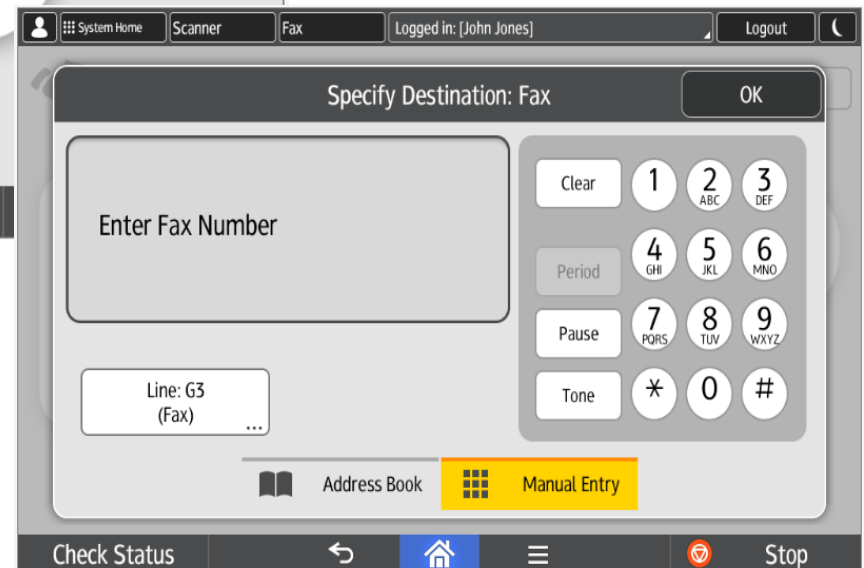 System Home Scanner Fax Logged in: [John Jones] Logout
Specify Destination: Fax OK
Enter Fax Number
Clear 1 2 ABC 3 DEF
Period 4 GHI 5 JKL 6 MNO
Pause 7 PQRS 8 TUV 9 WXYZ
Tone * 0 #
Line: G3
(Fax)
...
Address Book Manual Entry
Check Status Stop